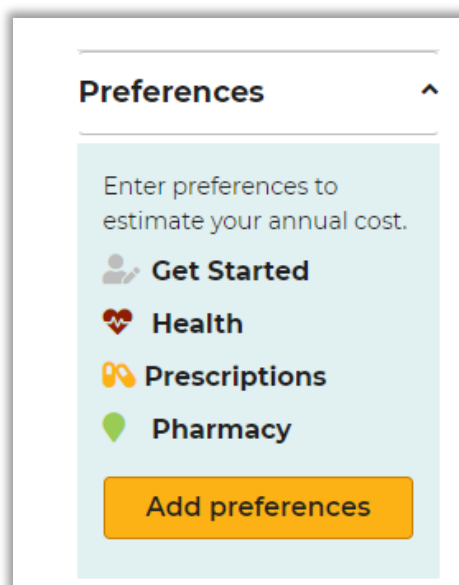 Preferences
Enter preferences to
estimate your annual cost.
Get Started
Health
Prescriptions
Pharmacy
Add preferences